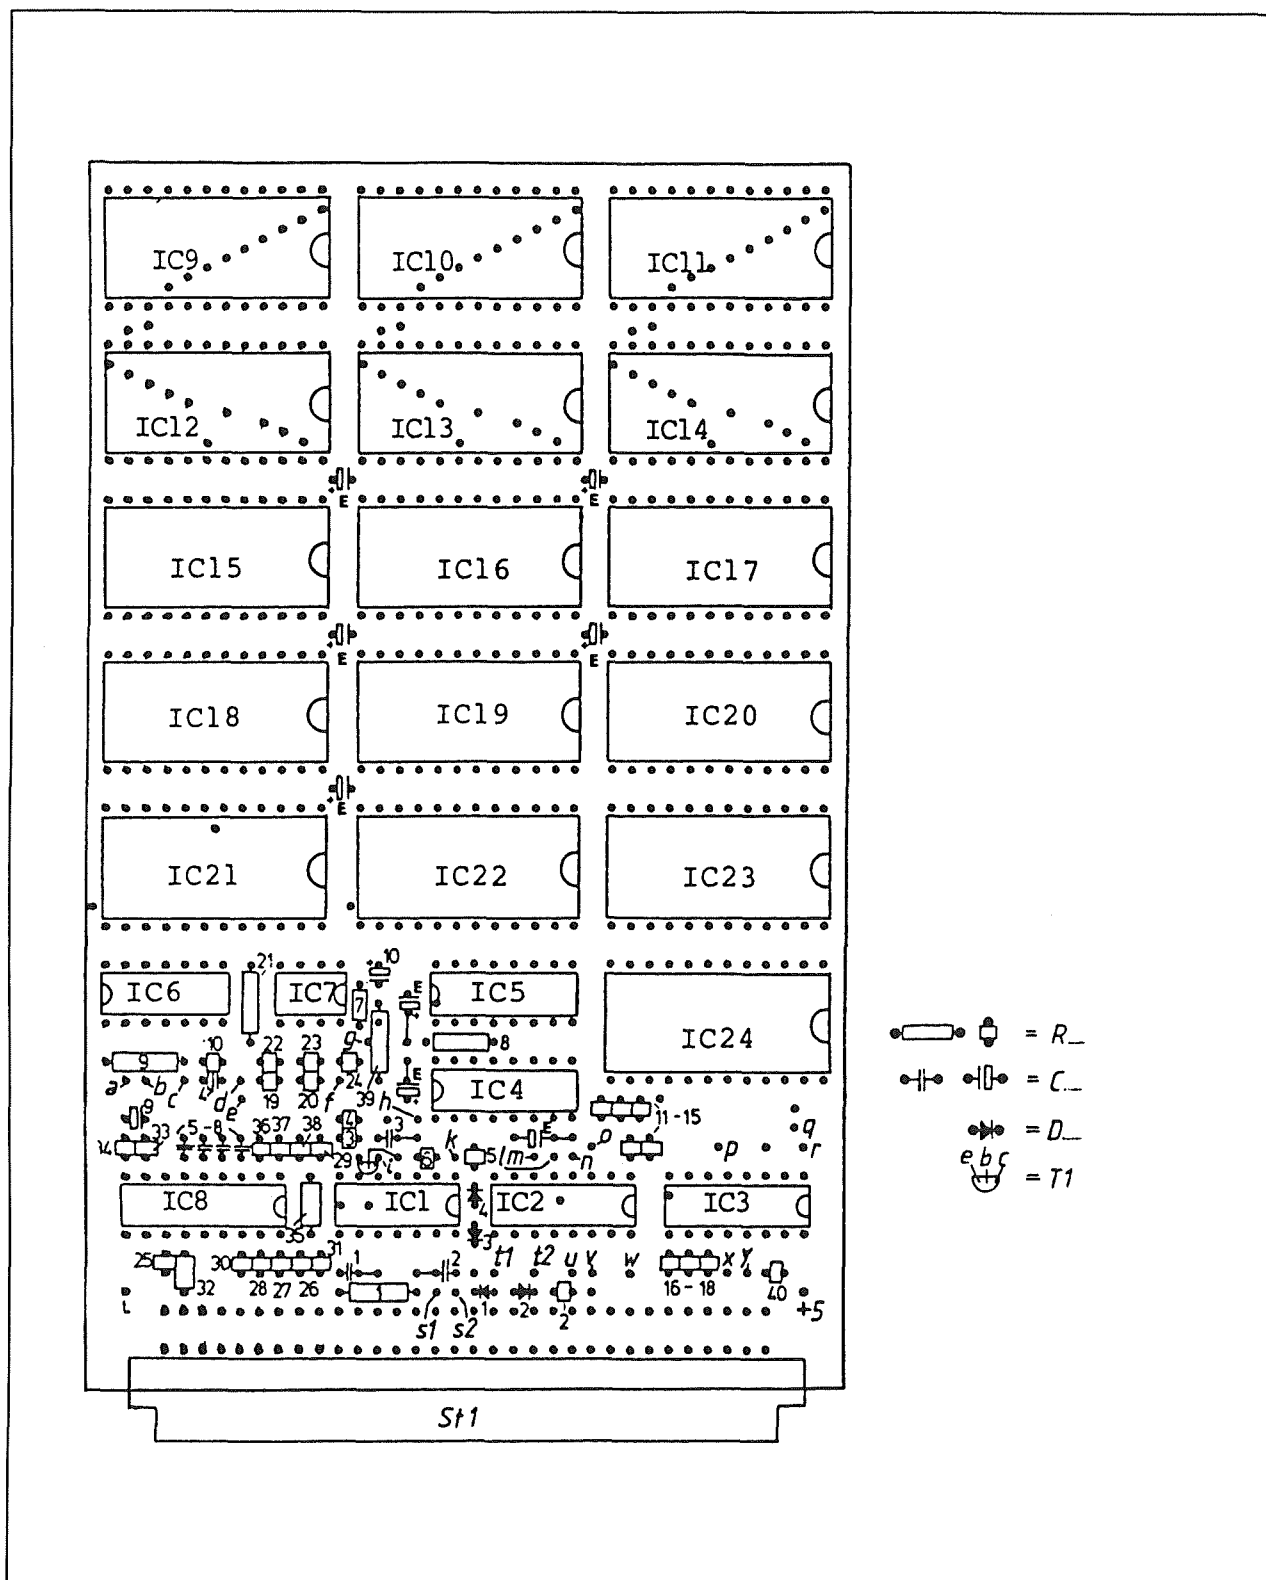 IC9 IC10 IC11
IC12 IC13 IC14
E E
IC15 IC16 IC17
E E
IC18 IC19 IC20
E
IC21 IC22 IC23
21 10
IC6 IC7 7 E IC5
g 8 IC24 = R_
9 10 22 23 24 E
a b c 4 d e 19 20 f 39 h IC4 = C_
9 4 11-15 q = D_
14 33 5-8 36 37 38 29 3 3 i 6 k 5 lm E n o p r e b c
= T1
IC8 35 IC1 4 IC2 IC3
3
25 30 31 1 2 t1 t2 u v w x y
32 28 27 26 1 1 2 2 16-18 40
s1 s2 +5
St1